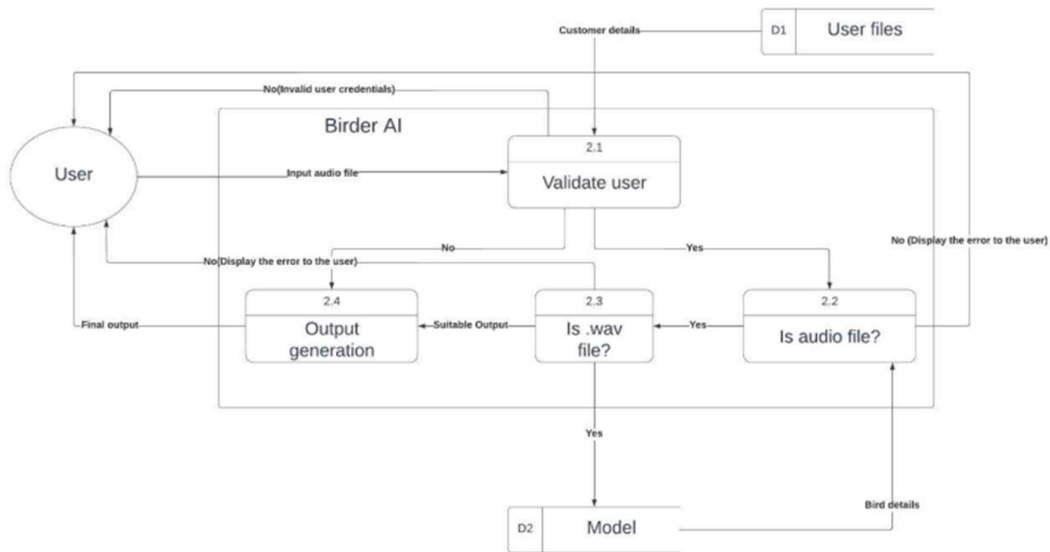 Customer details
D1
User files
No(Invalid user credentials)
Birder AI
2.1
User
Input audio file
Validate user
No
Yes
No (Display the error to the user)
No(Display the error to the user)
2.4
2.3
2.2
Final output
Output
generation
Suitable Output
Is .wav
file?
Yes
Is audio file?
Yes
Bird details
D2
Model